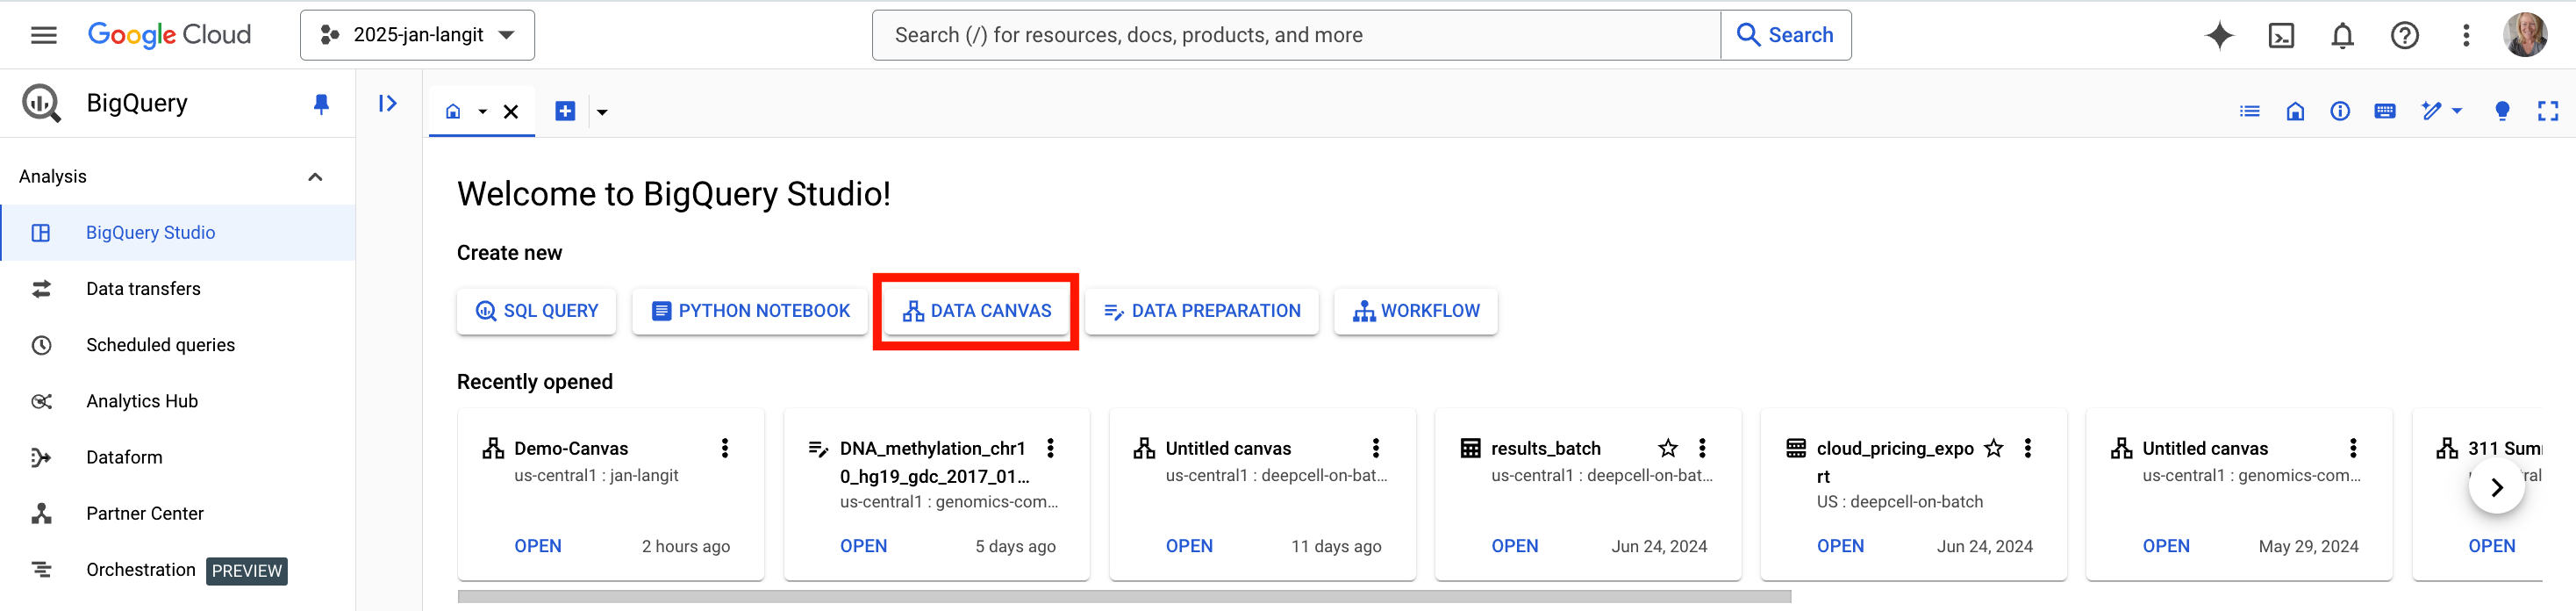 Google Cloud
2025-jan-langit
Search (/) for resources, docs, products, and more
Search
BigQuery
Analysis
BigQuery Studio
Data transfers
Scheduled queries
Analytics Hub
Dataform
Partner Center
Orchestration PREVIEW
Welcome to BigQuery Studio!
Create new
SQL QUERY
PYTHON NOTEBOOK
DATA CANVAS
DATA PREPARATION
WORKFLOW
Recently opened
Demo-Canvas
us-central1 : jan-langit
OPEN 2 hours ago
DNA_methylation_chr1
0_hg19_gdc_2017_01...
us-central1 : genomics-com...
OPEN 5 days ago
Untitled canvas
us-central1 : deepcell-on-bat...
OPEN 11 days ago
results_batch
us-central1 : deepcell-on-bat...
OPEN Jun 24, 2024
cloud_pricing_expo
rt
US : deepcell-on-batch
OPEN Jun 24, 2024
Untitled canvas
us-central1 : genomics-com...
OPEN May 29, 2024
311
OPEN